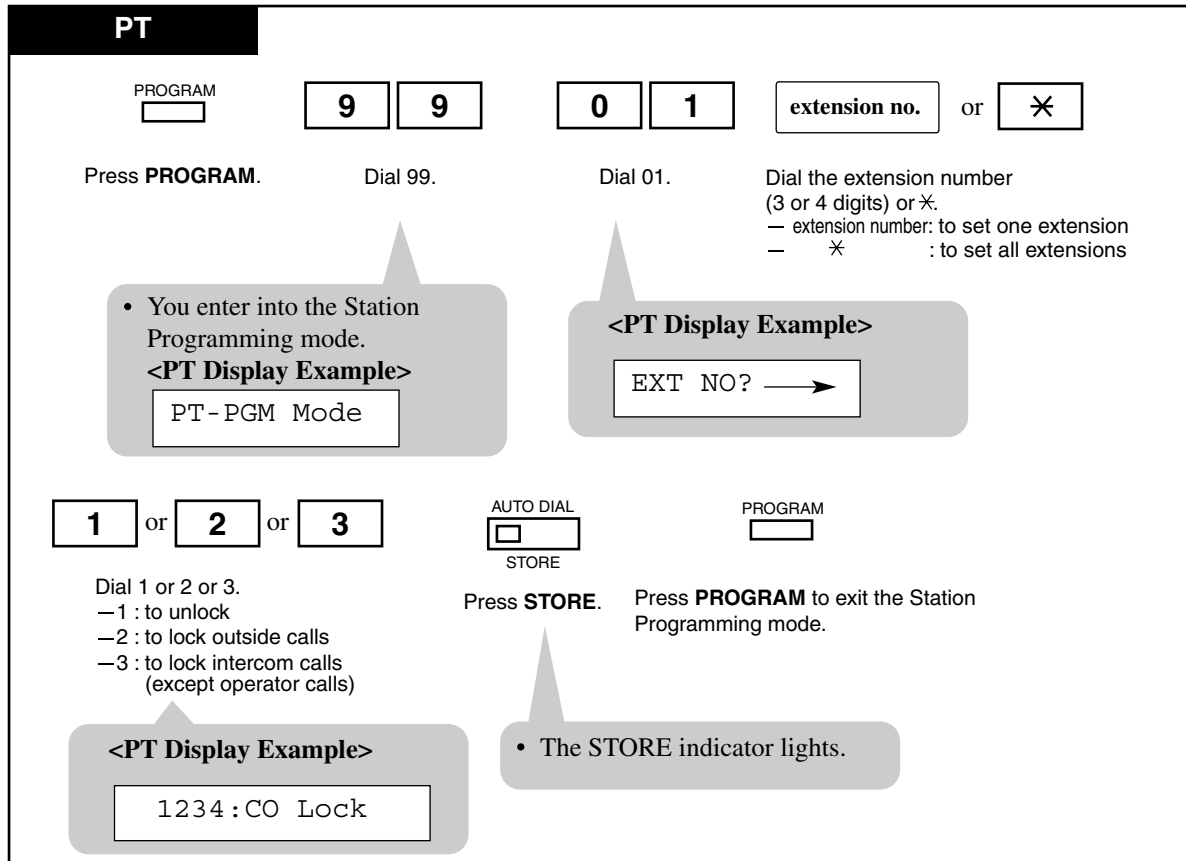 PT
PROGRAM
9 9
0 1
extension no. or ✳
Press PROGRAM.
Dial 99.
Dial 01.
Dial the extension number
(3 or 4 digits) or ✳.
— extension number: to set one extension
— ✳ : to set all extensions
• You enter into the Station
Programming mode.
<PT Display Example>
PT-PGM Mode
<PT Display Example>
EXT NO? →
1 or 2 or 3
Dial 1 or 2 or 3.
—1 : to unlock
—2 : to lock outside calls
—3 : to lock intercom calls
(except operator calls)
<PT Display Example>
1234:CO Lock
AUTO DIAL
STORE
Press STORE.
• The STORE indicator lights.
PROGRAM
Press PROGRAM to exit the Station
Programming mode.